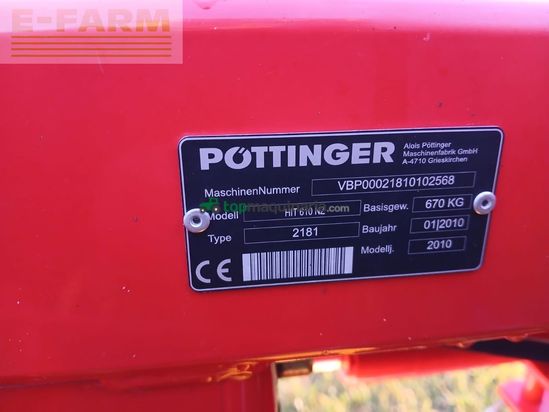 E-FARM
PÖTTINGER
Alois Pöttinger
Maschinenfabrik GmbH
A-4710 Grieskirchen
MaschinenNummer VBP00021810102568
Modell HIT 610 NZ Basisgew. 670 KG
topmaquinaria.com
Type 2181 Baujahr 01|2010
Modellj. 2010
CE